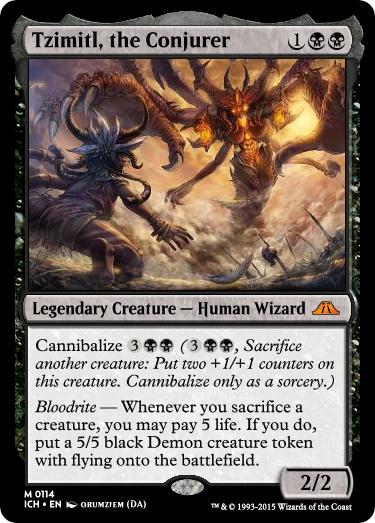 Tzimitl, the Conjurer 1
Legendary Creature — Human Wizard
Cannibalize 3 (3 , Sacrifice
another creature: Put two +1/+1 counters on
this creature. Cannibalize only as a sorcery.)
Bloodrite — Whenever you sacrifice a
creature, you may pay 5 life. If you do,
put a 5/5 black Demon creature token
with flying onto the battlefield.
2/2
M 0114
ICH • EN ORUMZIEM (DA)
™ & © 1993-2015 Wizards of the Coast